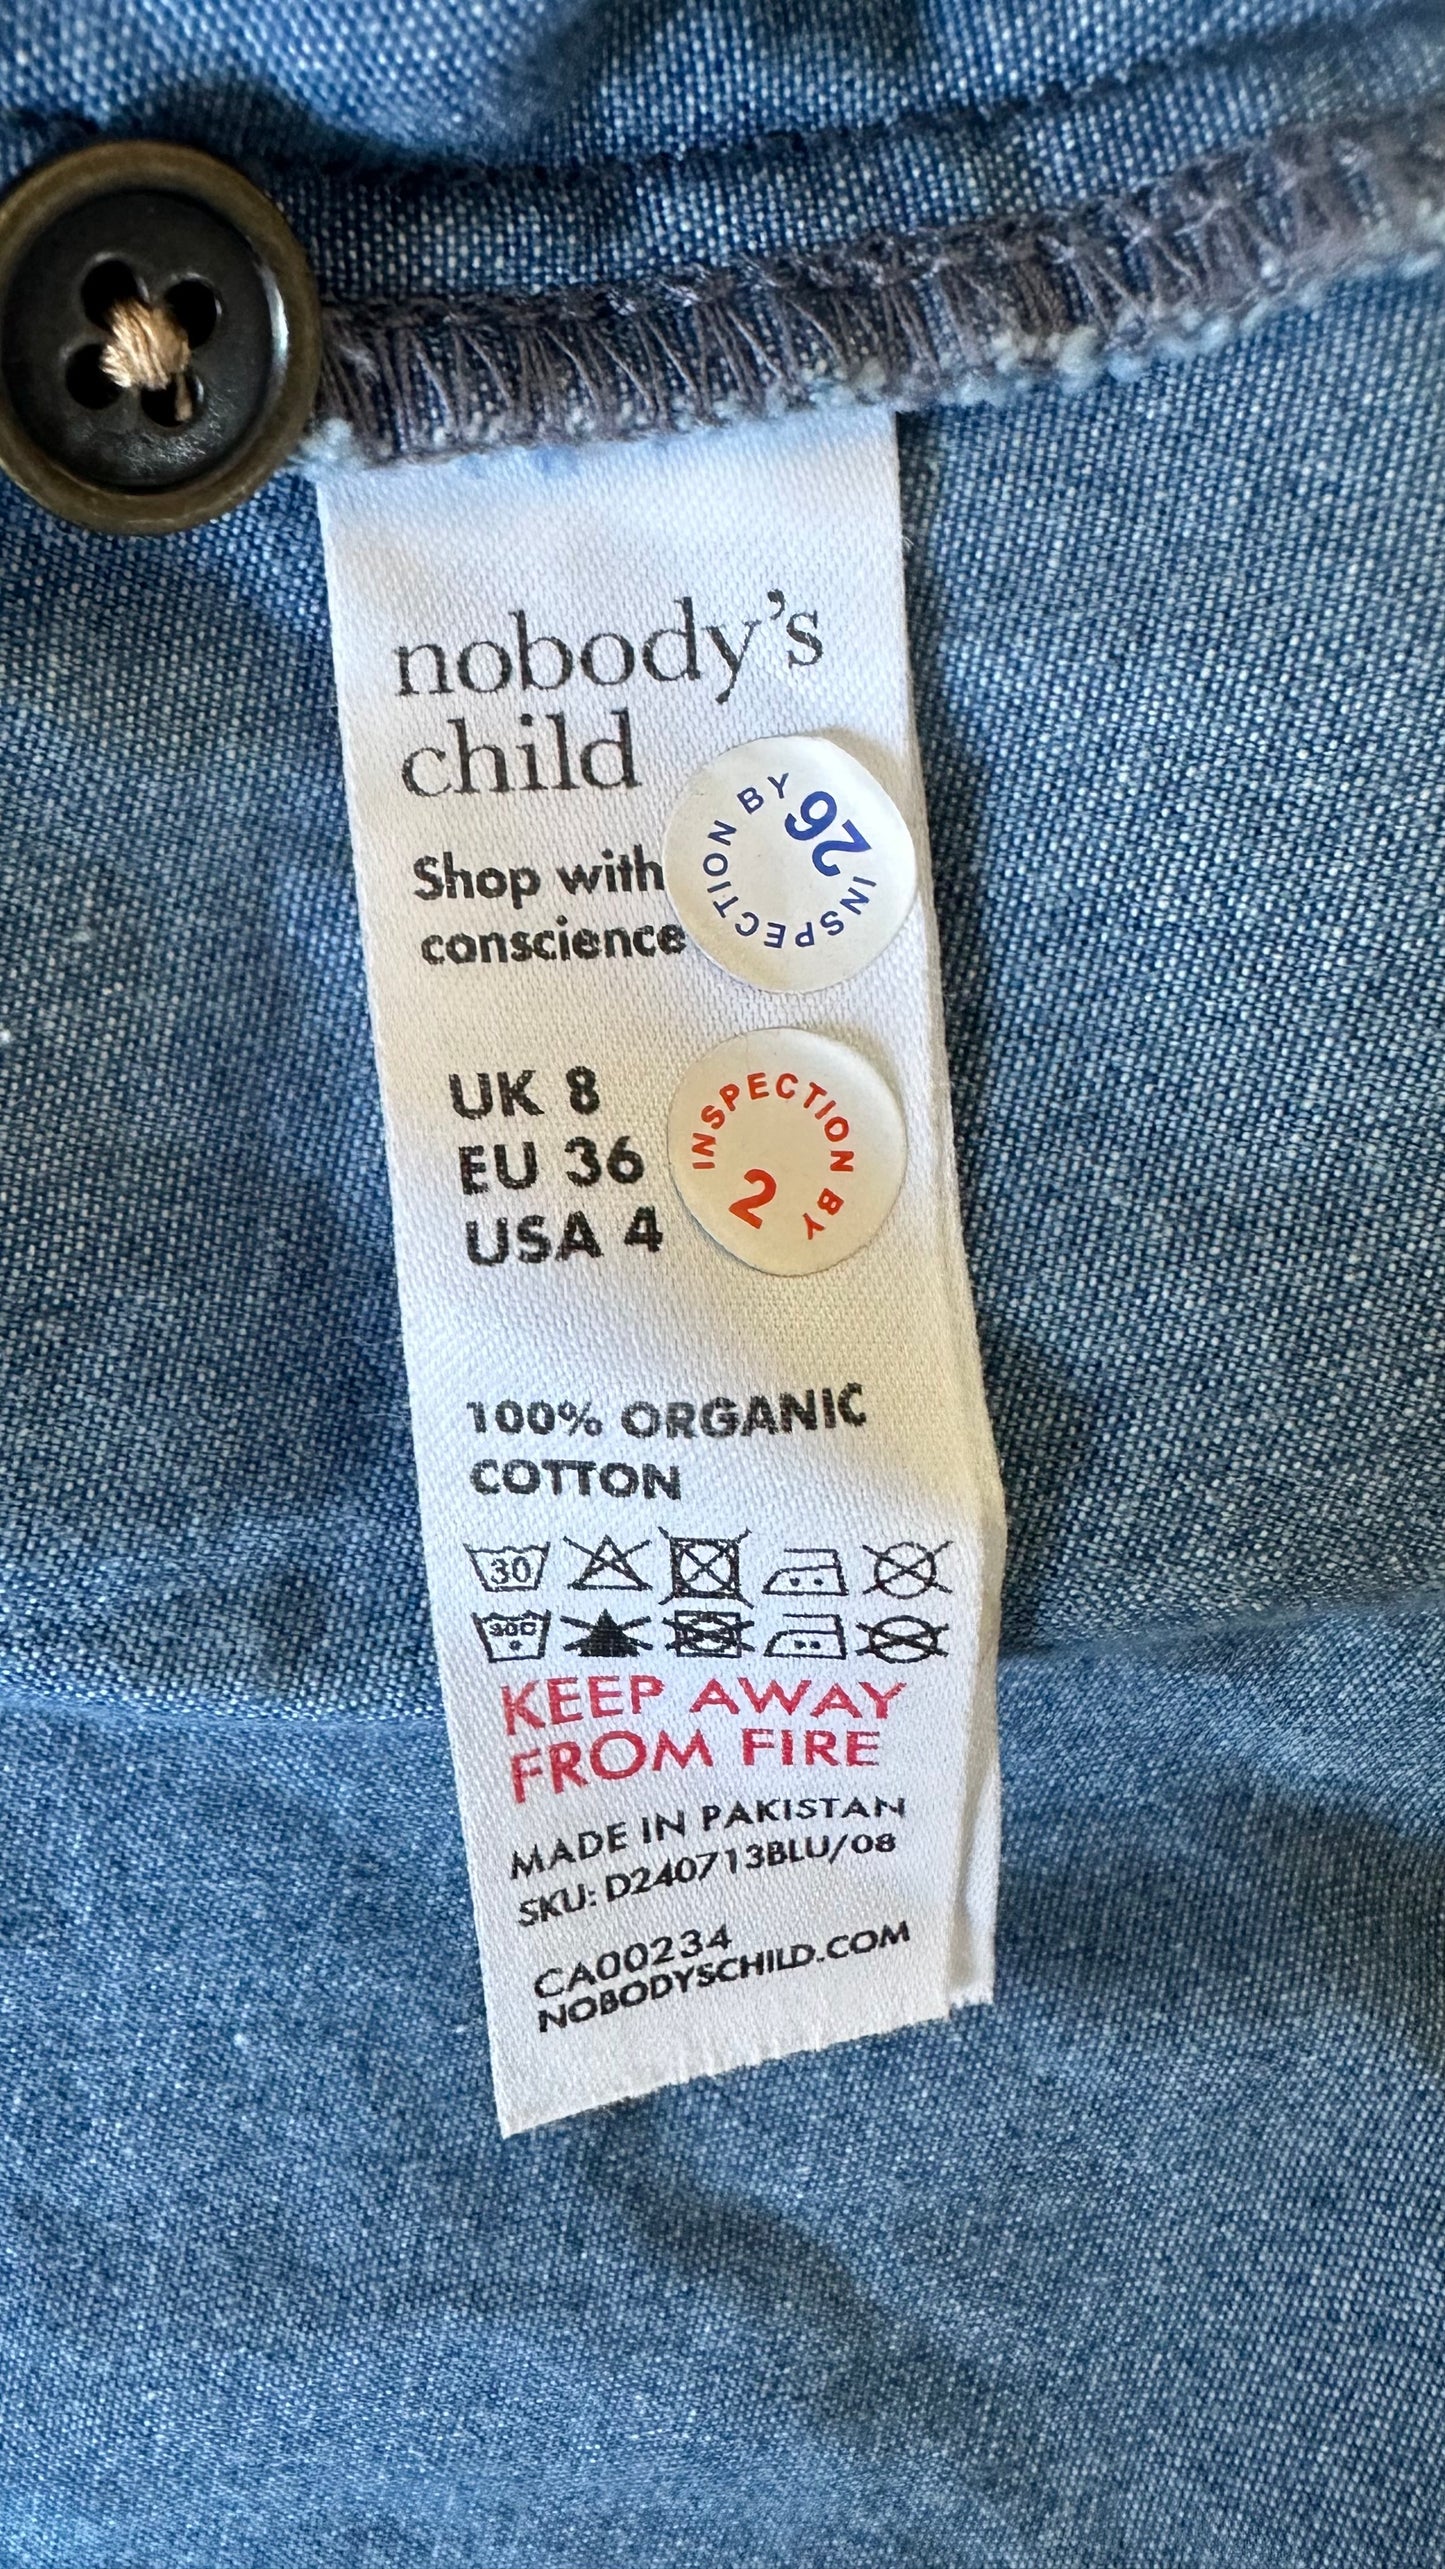 nobody's
child
Shop with
conscience
INSPECTION BY
26
UK 8
EU 36
USA 4
INSPECTION BY
2
100% ORGANIC
COTTON
30
30C
KEEP AWAY
FROM FIRE
MADE IN PAKISTAN
SKU: D240713BLU/08
CA00234
NOBODYSCHILD.COM